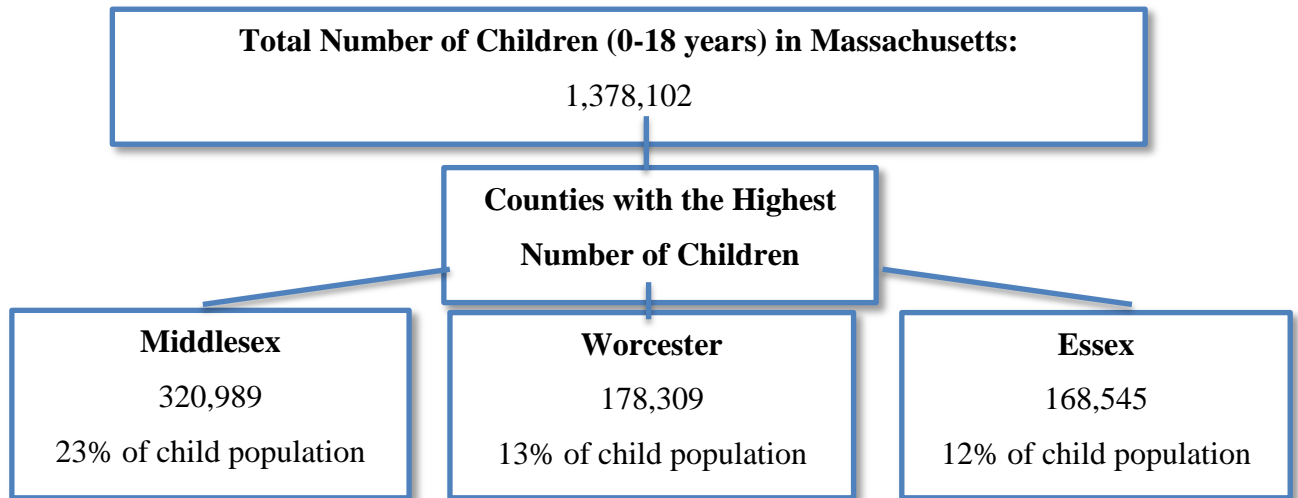 Total Number of Children (0-18 years) in Massachusetts:
1,378,102
Counties with the Highest
Number of Children
Middlesex
320,989
23% of child population
Worcester
178,309
13% of child population
Essex
168,545
12% of child population